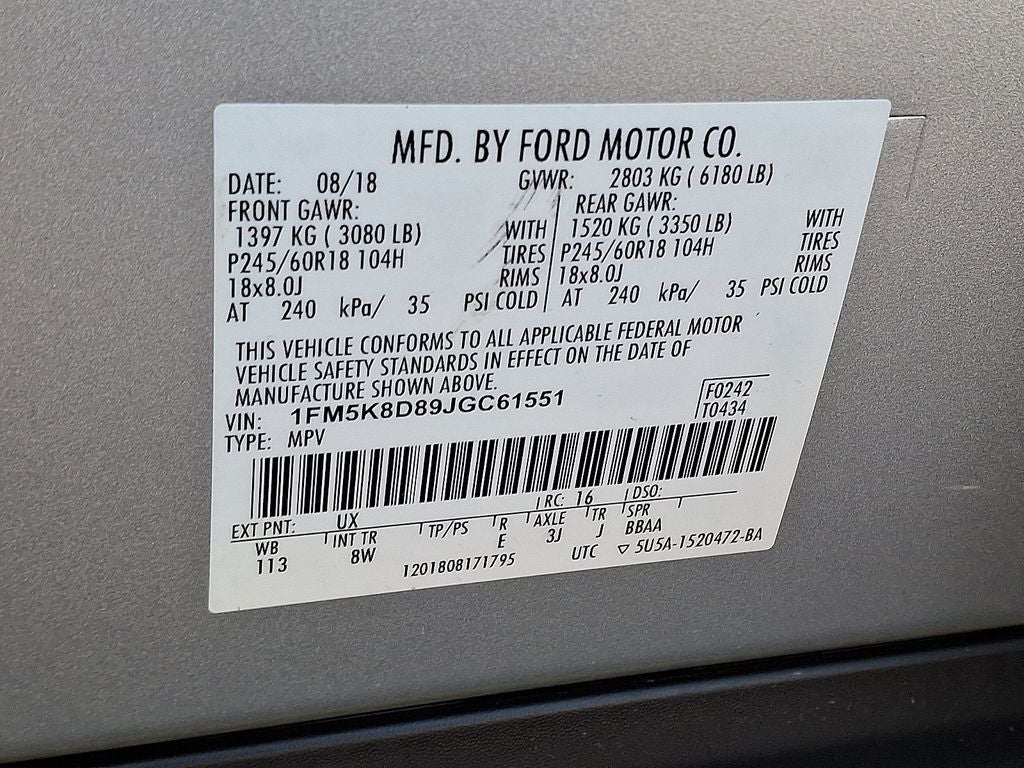 MFD. BY FORD MOTOR CO.
DATE: 08/18 GVWR: 2803 KG ( 6180 LB)
FRONT GAWR: REAR GAWR:
1397 KG ( 3080 LB) WITH 1520 KG ( 3350 LB) WITH
P245/60R18 104H TIRES P245/60R18 104H TIRES
18x8.0J RIMS 18x8.0J RIMS
AT 240 kPa/ 35 PSI COLD AT 240 kPa/ 35 PSI COLD
THIS VEHICLE CONFORMS TO ALL APPLICABLE FEDERAL MOTOR
VEHICLE SAFETY STANDARDS IN EFFECT ON THE DATE OF
MANUFACTURE SHOWN ABOVE.
VIN: 1FM5K8D89JGC61551 F0242
TYPE: MPV T0434
EXT PNT: UX RC: 16 DSO:
WB INT TR TP/PS R AXLE TR SPR
113 8W E 3J J BBAA
1201808171795 UTC ▽ 5U5A-1520472-BA